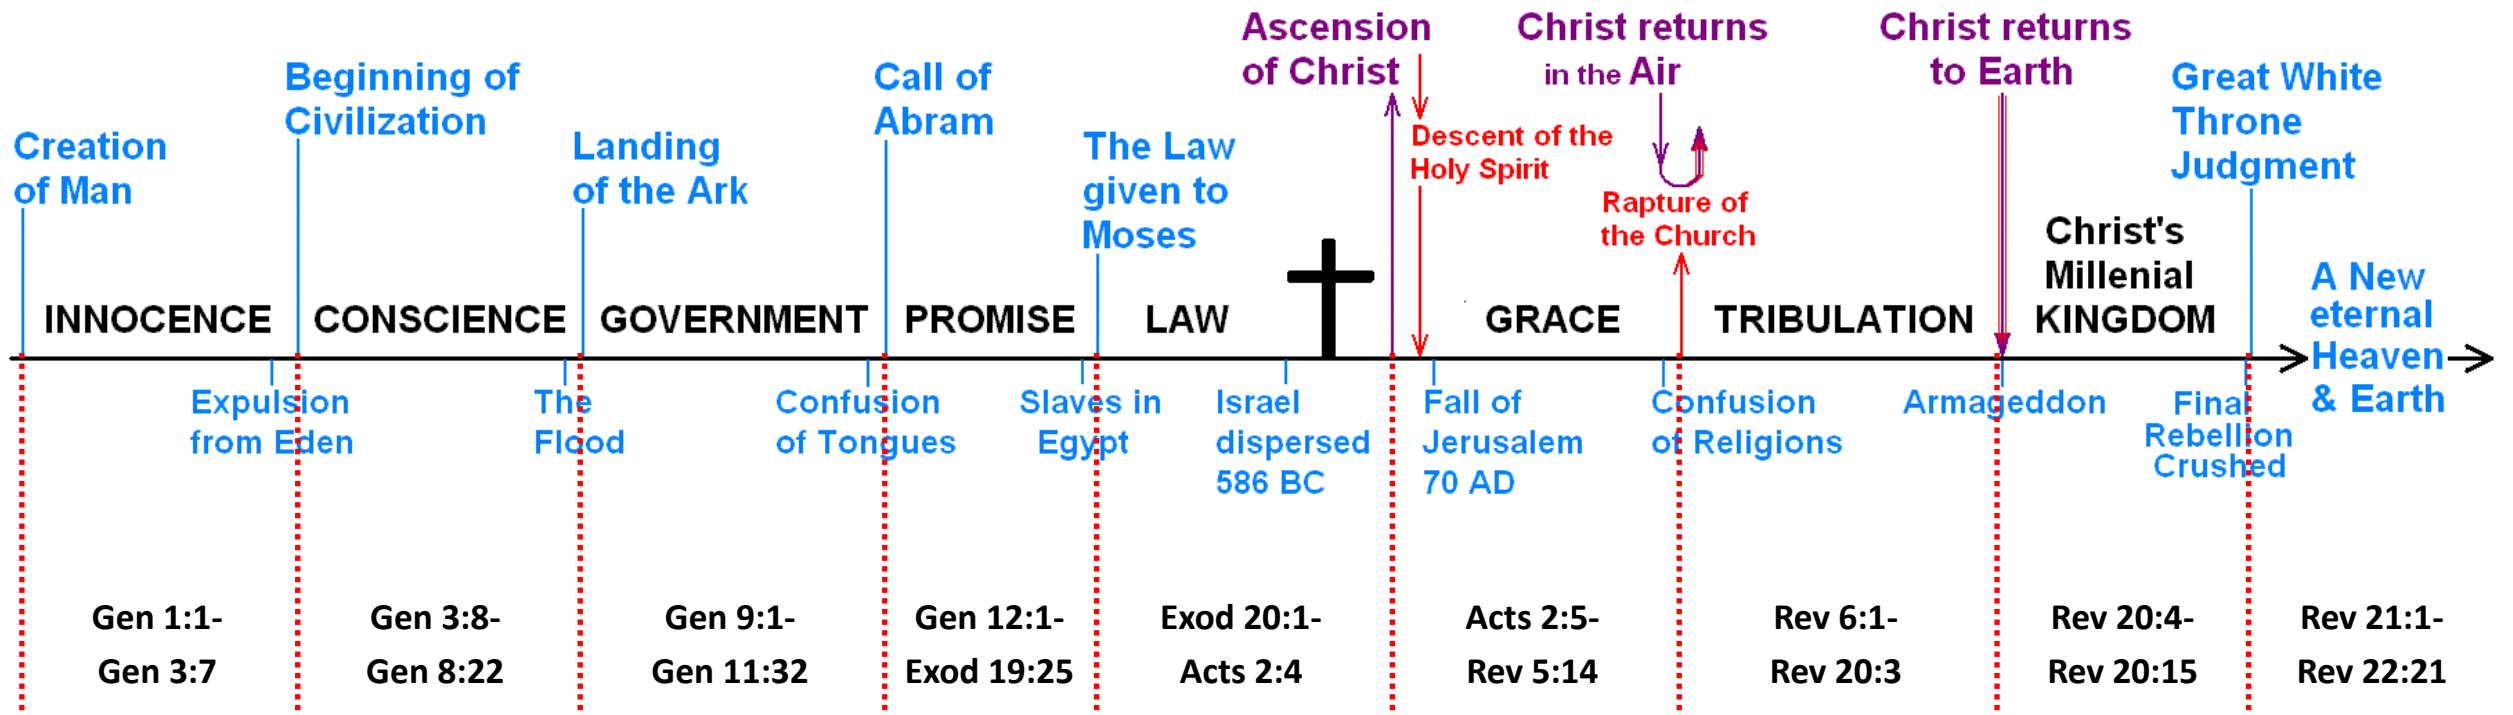 Creation
of Man
Beginning of
Civilization
Landing
of the Ark
Call of
Abram
The Law
given to
Moses
Ascension
of Christ
Descent of the
Holy Spirit
Christ returns
in the Air
Rapture of
the Church
Christ returns
to Earth
Great White
Throne
Judgment
INNOCENCE
CONSCIENCE
GOVERNMENT
PROMISE
LAW
GRACE
TRIBULATION
Christ's
Millenial
KINGDOM
A New
eternal
Heaven
& Earth
Expulsion
from Eden
The
Flood
Confusion
of Tongues
Slaves in
Egypt
Israel
dispersed
586 BC
Fall of
Jerusalem
70 AD
Confusion
of Religions
Armageddon
Final
Rebellion
Crushed
Gen 1:1-
Gen 3:7
Gen 3:8-
Gen 8:22
Gen 9:1-
Gen 11:32
Gen 12:1-
Exod 19:25
Exod 20:1-
Acts 2:4
Acts 2:5-
Rev 5:14
Rev 6:1-
Rev 20:3
Rev 20:4-
Rev 20:15
Rev 21:1-
Rev 22:21